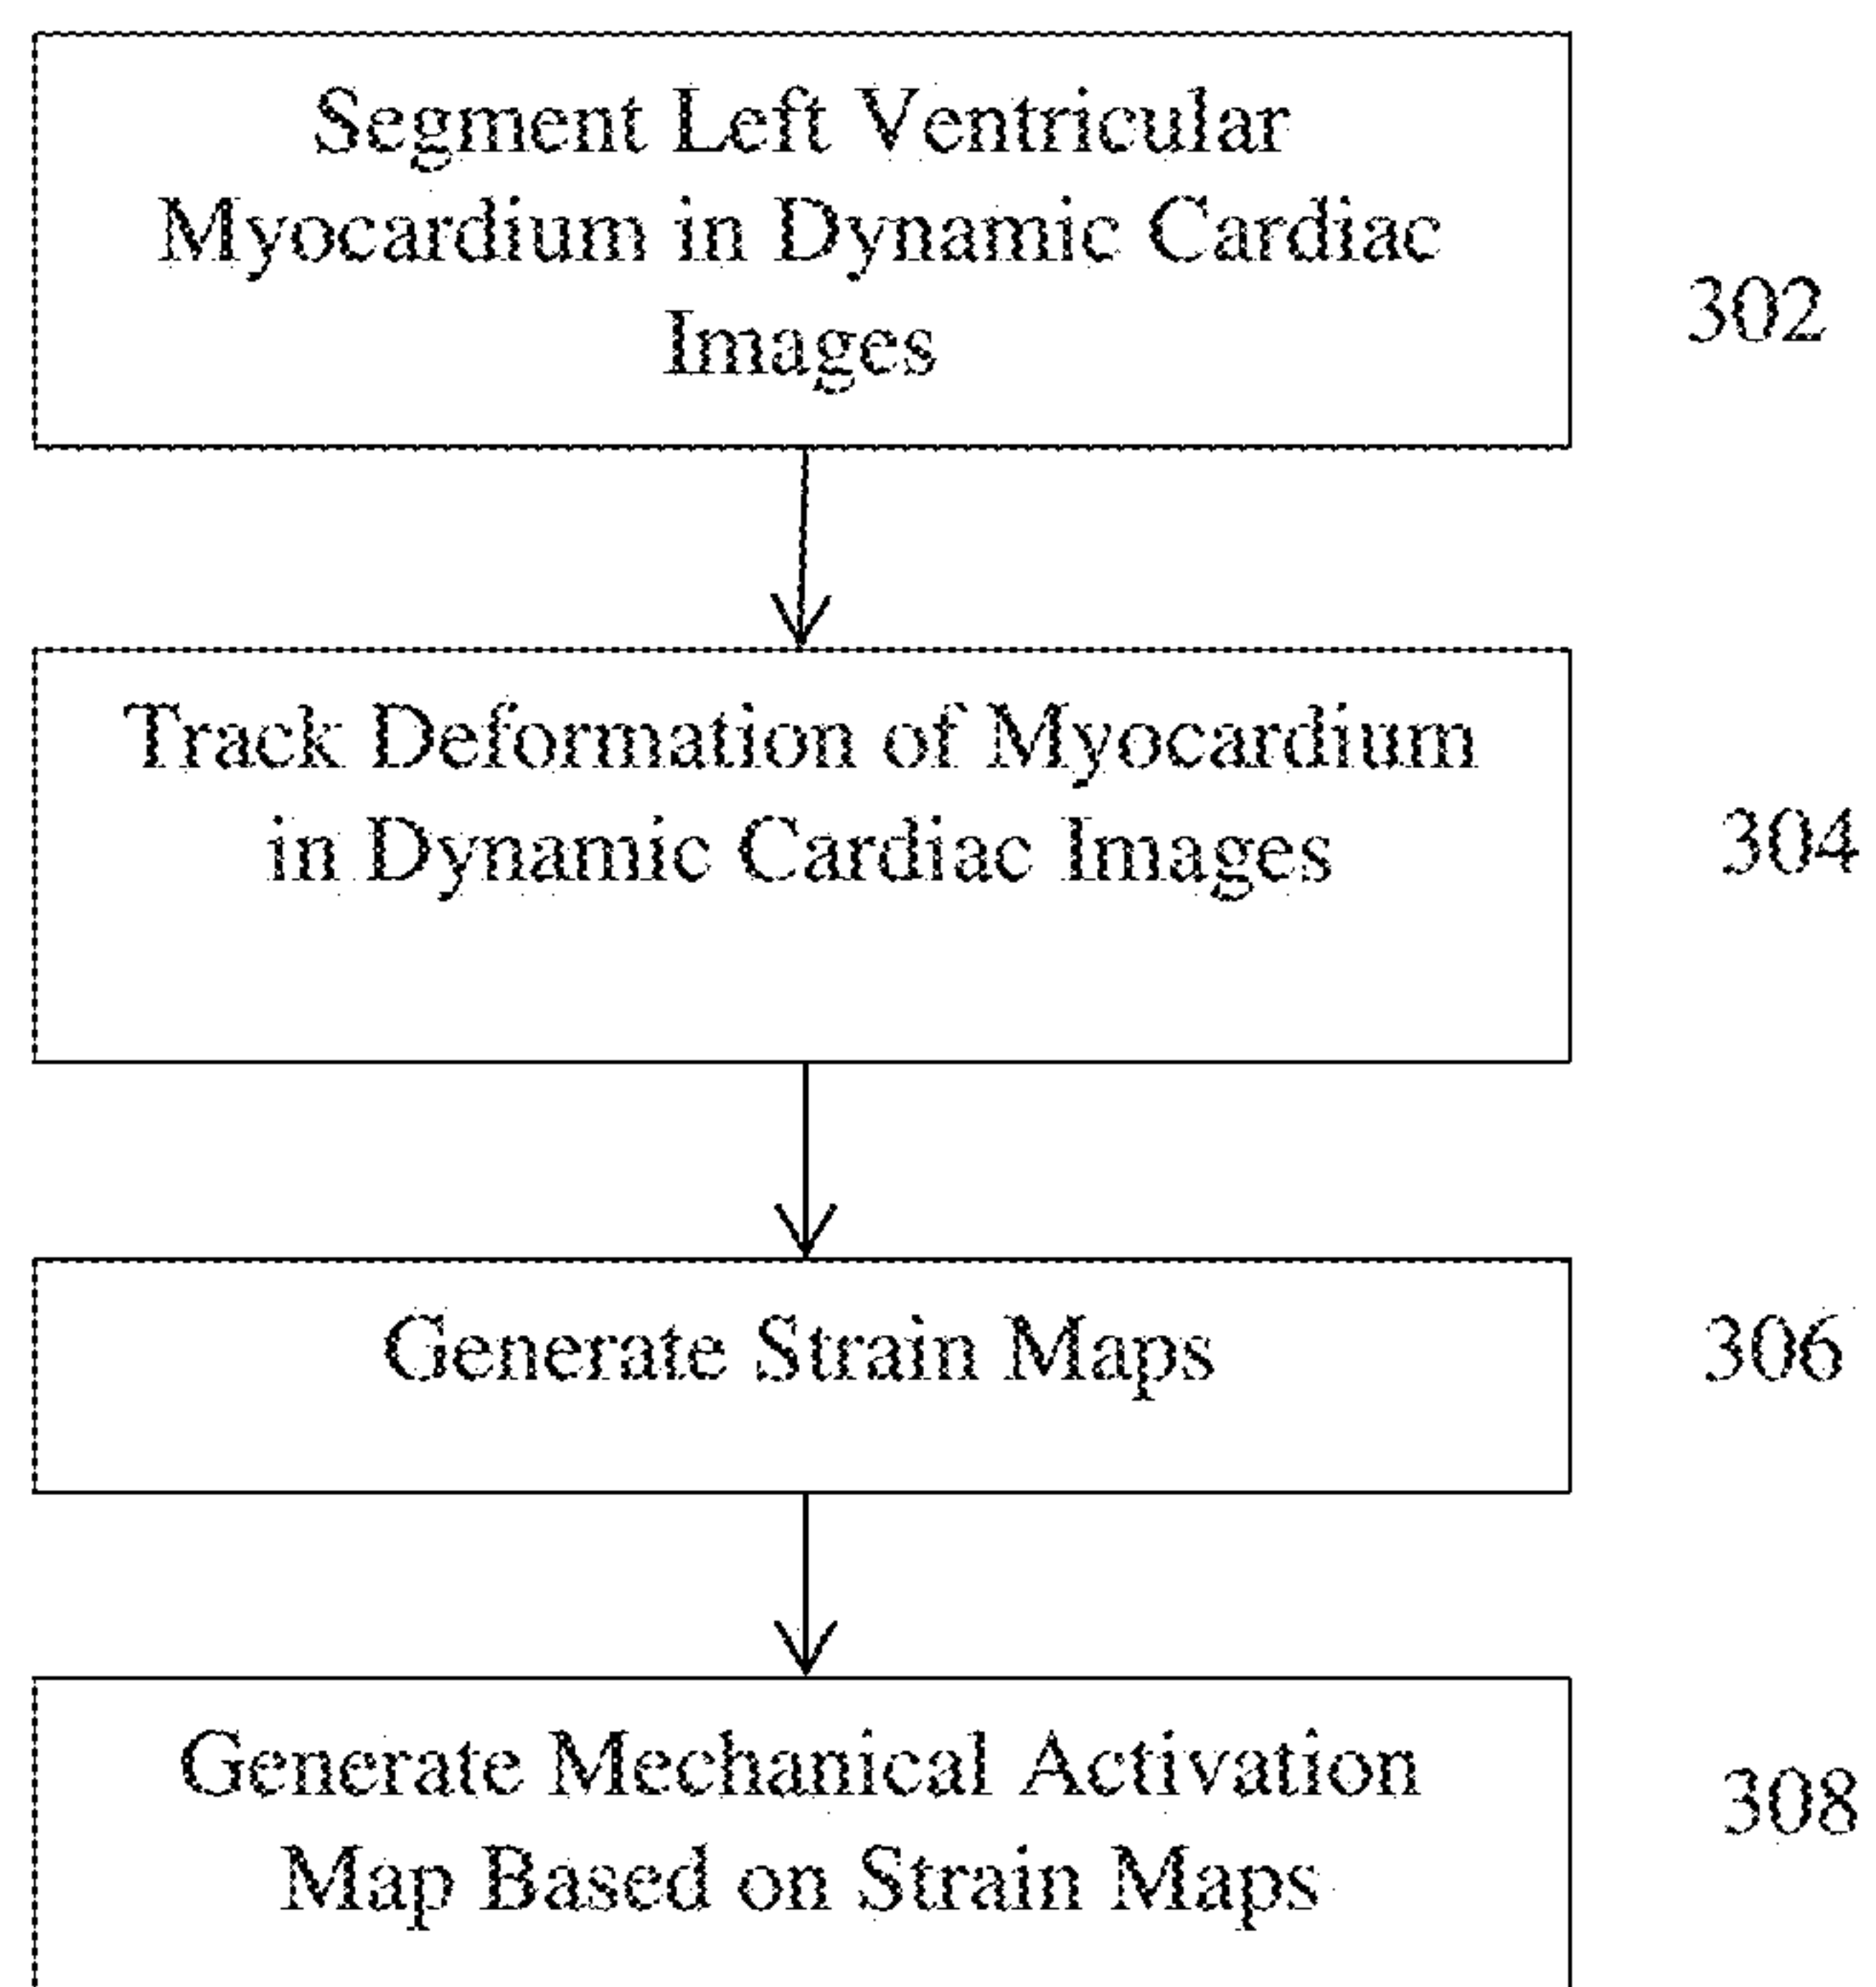 Segment Left Ventricular
Myocardium in Dynamic Cardiac
Images
302
Track Deformation of Myocardium
in Dynamic Cardiac Images
304
Generate Strain Maps
306
Generate Mechanical Activation
Map Based on Strain Maps
308